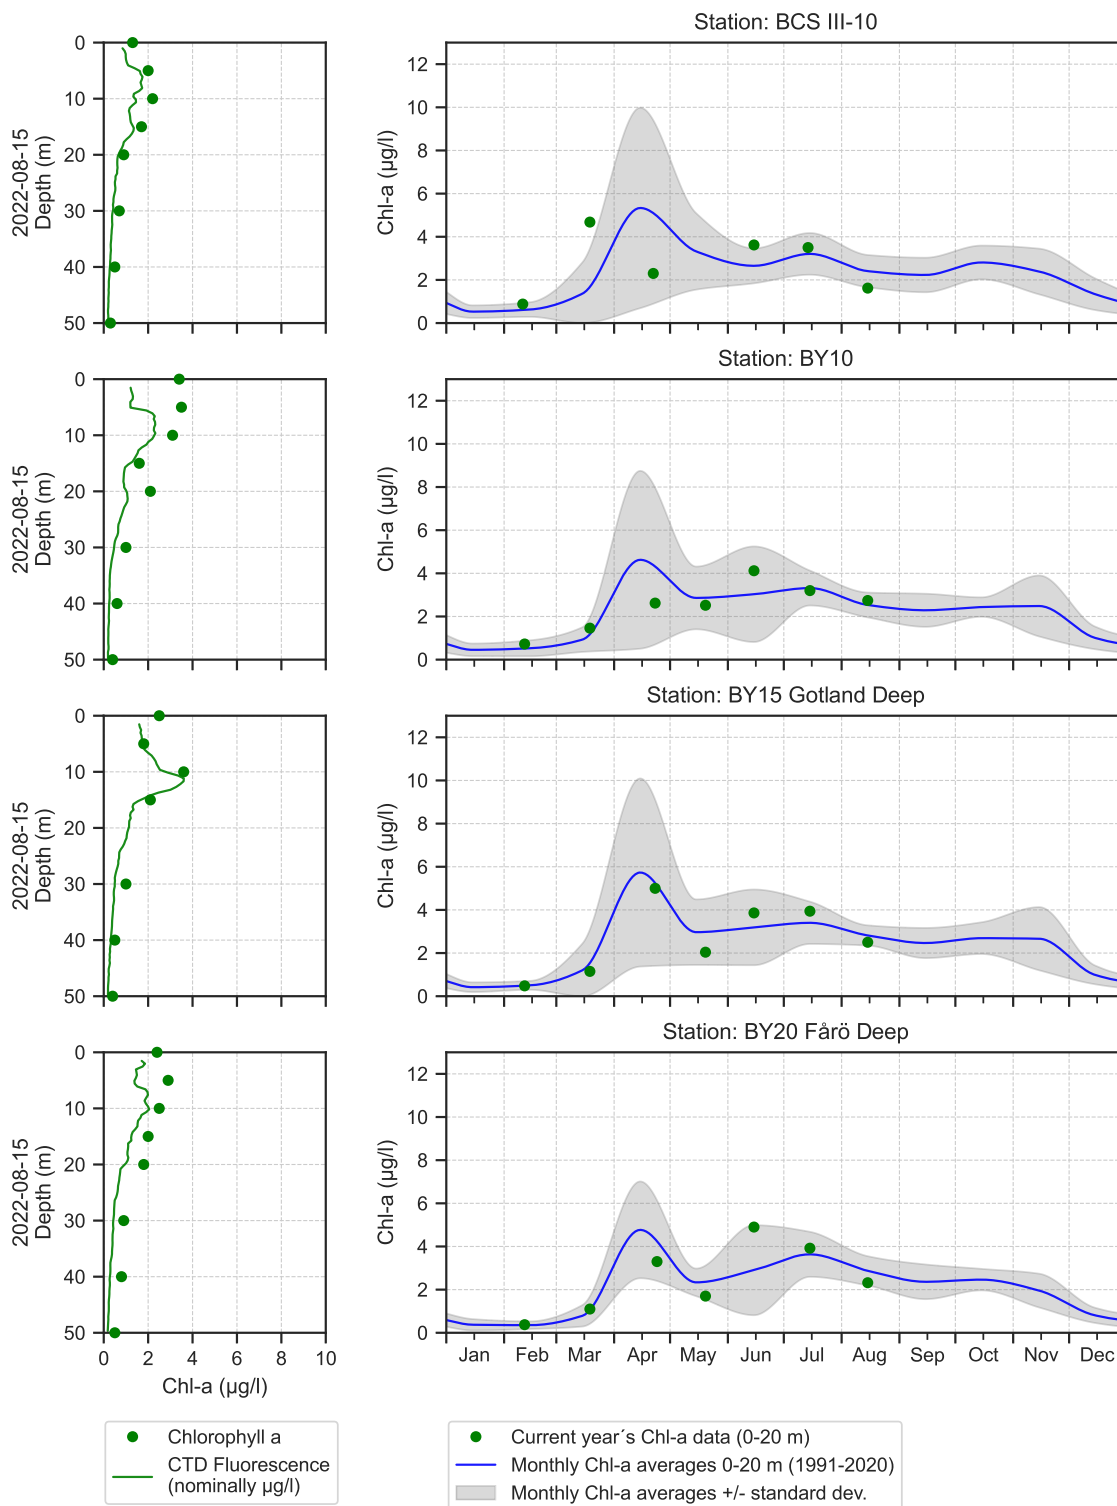 Station: BCS III-10
0
10
20
30
40
50
2022-08-15
Depth (m)
12
10
8
6
4
2
0
Chl-a (µg/l)
Station: BY10
0
10
20
30
40
50
2022-08-15
Depth (m)
12
10
8
6
4
2
0
Chl-a (µg/l)
Station: BY15 Gotland Deep
0
10
20
30
40
50
2022-08-15
Depth (m)
12
10
8
6
4
2
0
Chl-a (µg/l)
Station: BY20 Fårö Deep
0
10
20
30
40
50
2022-08-15
Depth (m)
0 2 4 6 8 10
Chl-a (µg/l)
12
10
8
6
4
2
0
Chl-a (µg/l)
Jan Feb Mar Apr May Jun Jul Aug Sep Oct Nov Dec
Chlorophyll a
CTD Fluorescence
(nominally µg/l)
Current year´s Chl-a data (0-20 m)
Monthly Chl-a averages 0-20 m (1991-2020)
Monthly Chl-a averages +/- standard dev.